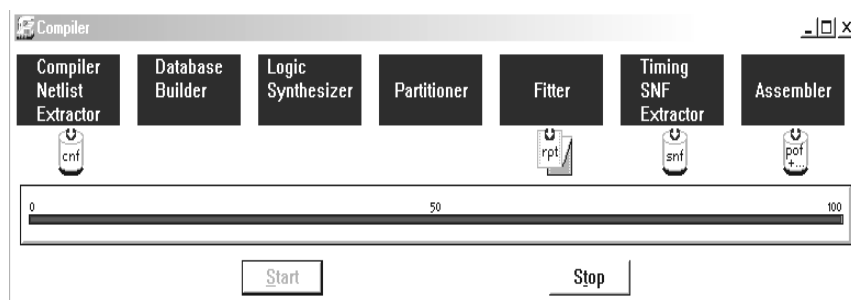 Compiler
Compiler
Netlist
Extractor
Database
Builder
Logic
Synthesizer
Partitioner
Fitter
Timing
SNF
Extractor
Assembler
cnf
rpt
snf
pof
+...
0 50 100
Start Stop